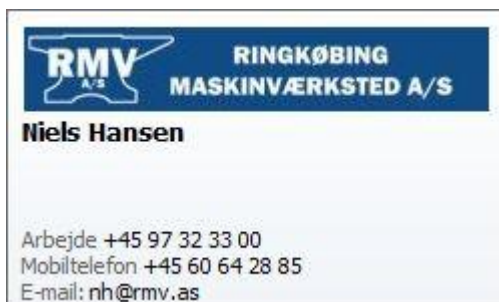 RMV
A/S
RINGKØBING
MASKINVÆRKSTED A/S
Niels Hansen
Arbejde +45 97 32 33 00
Mobiltelefon +45 60 64 28 85
E-mail: nh@rmv.as